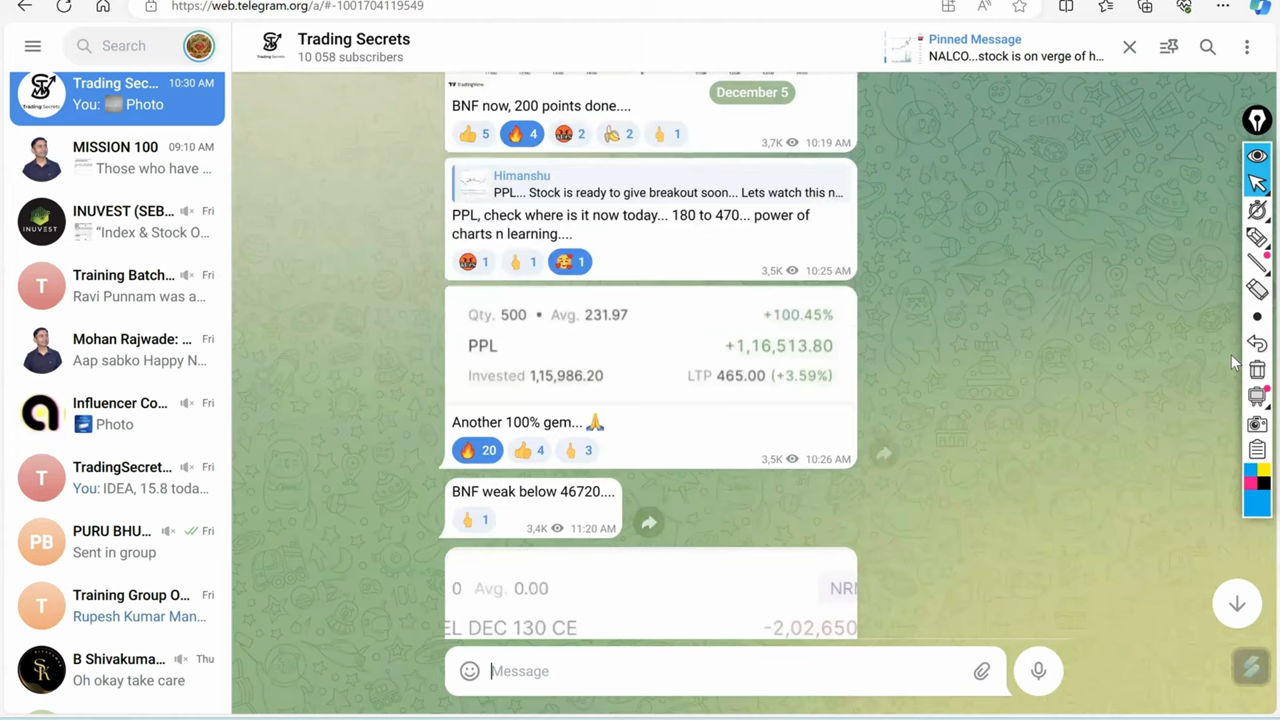 https://web.telegram.org/a/#-1001704119549
Search
Trading Secrets
10 058 subscribers
Pinned Message
NALCO...stock is on verge of h...
Trading Sec... 10:30 AM
You: Photo
MISSION 100 09:10 AM
Those who have ...
INUVEST (SEB... Fri
"Index & Stock O...
Training Batch... Fri
Ravi Punnam was a...
Mohan Rajwade: ... Fri
Aap sabko Happy N...
Influencer Co... Fri
Photo
TradingSecret... Fri
You: IDEA, 15.8 toda...
PURU BHU... Fri
Sent in group
Training Group O... Fri
Rupesh Kumar Man...
B Shivakuma... Thu
Oh okay take care
Trading Secrets
INUVEST
T
T
PB
T
SK
TradingView
December 5
BNF now, 200 points done....
5 4 2 2 1
3,7K 10:19 AM
Himanshu
PPL... Stock is ready to give breakout soon... Lets watch this n...
PPL, check where is it now today... 180 to 470... power of
charts n learning....
1 1 1
3,5K 10:25 AM
Qty. 500 • Avg. 231.97 +100.45%
PPL +1,16,513.80
Invested 1,15,986.20 LTP 465.00 (+3.59%)
Another 100% gem...
20 4 3
3,5K 10:26 AM
BNF weak below 46720....
1 3,4K 11:20 AM
0 Avg. 0.00 NR
EL DEC 130 CE -2,02,650
Message